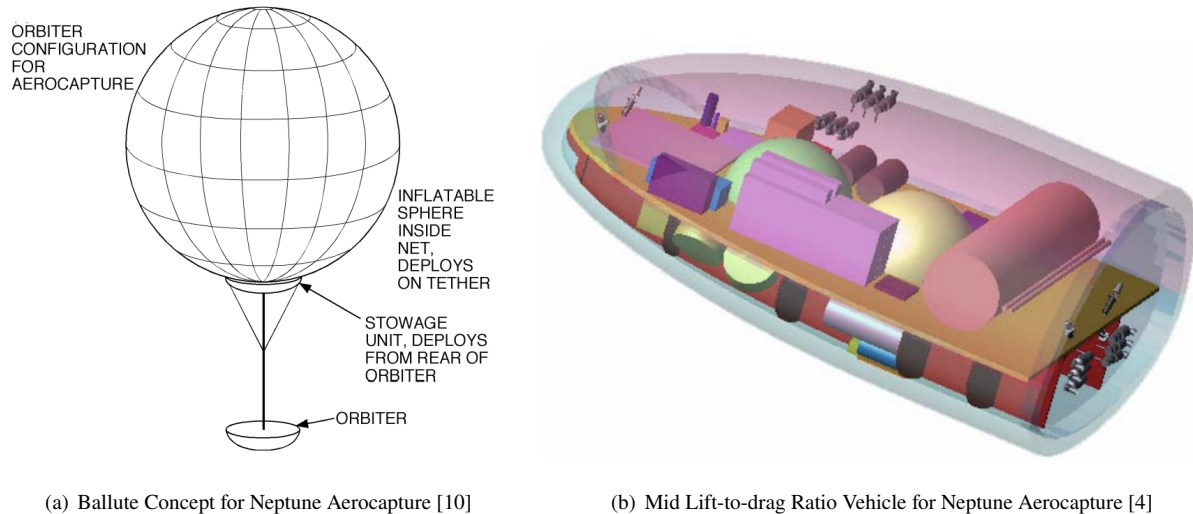 ORBITER
CONFIGURATION
FOR
AEROCAPTURE
INFLATABLE
SPHERE
INSIDE
NET,
DEPLOYS
ON TETHER
STOWAGE
UNIT, DEPLOYS
FROM REAR OF
ORBITER
ORBITER
(a) Ballute Concept for Neptune Aerocapture [10]
(b) Mid Lift-to-drag Ratio Vehicle for Neptune Aerocapture [4]